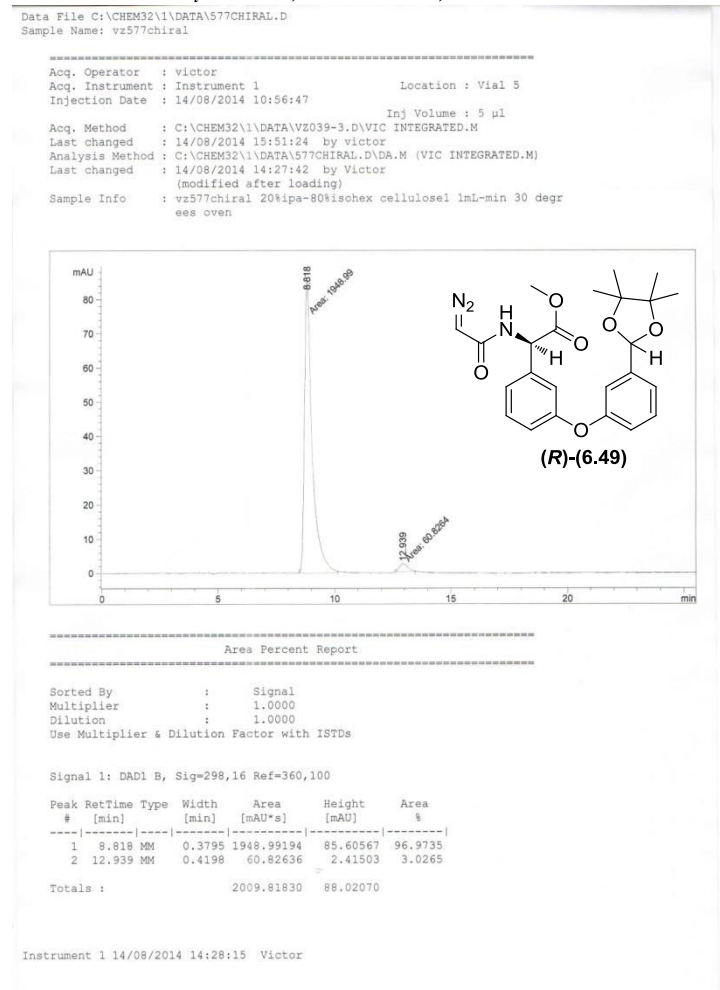 Data File C:\CHEM32\1\DATA\577CHIRAL.D
Sample Name: vz577chiral
=====================================================================
Acq. Operator : victor
Acq. Instrument : Instrument 1 Location : Vial 5
Injection Date : 14/08/2014 10:56:47
Inj Volume : 5 µl
Acq. Method : C:\CHEM32\1\DATA\VZ039-3.D\VIC INTEGRATED.M
Last changed : 14/08/2014 15:51:24 by victor
Analysis Method : C:\CHEM32\1\DATA\577CHIRAL.D\DA.M (VIC INTEGRATED.M)
Last changed : 14/08/2014 14:27:42 by Victor
(modified after loading)
Sample Info : vz577chiral 20%ipa-80%isohex cellulose1 1mL-min 30 degr
ees oven
mAU
80
70
60
50
40
30
20
10
0
8.818
Area: 1948.99
12.939
Area: 60.8264
0 5 10 15 20 min
N2
H
N
O
O
H
O
O
O
H
O
(R)-(6.49)
=====================================================================
Area Percent Report
=====================================================================
Sorted By : Signal
Multiplier : 1.0000
Dilution : 1.0000
Use Multiplier & Dilution Factor with ISTDs
Signal 1: DAD1 B, Sig=298,16 Ref=360,100
Peak RetTime Type Width Area Height Area
# [min] [min] [mAU*s] [mAU] %
----|-------|----|-------|----------|----------|--------|
1 8.818 MM 0.3795 1948.99194 85.60567 96.9735
2 12.939 MM 0.4198 60.82636 2.41503 3.0265
Totals : 2009.81830 88.02070
Instrument 1 14/08/2014 14:28:15 Victor